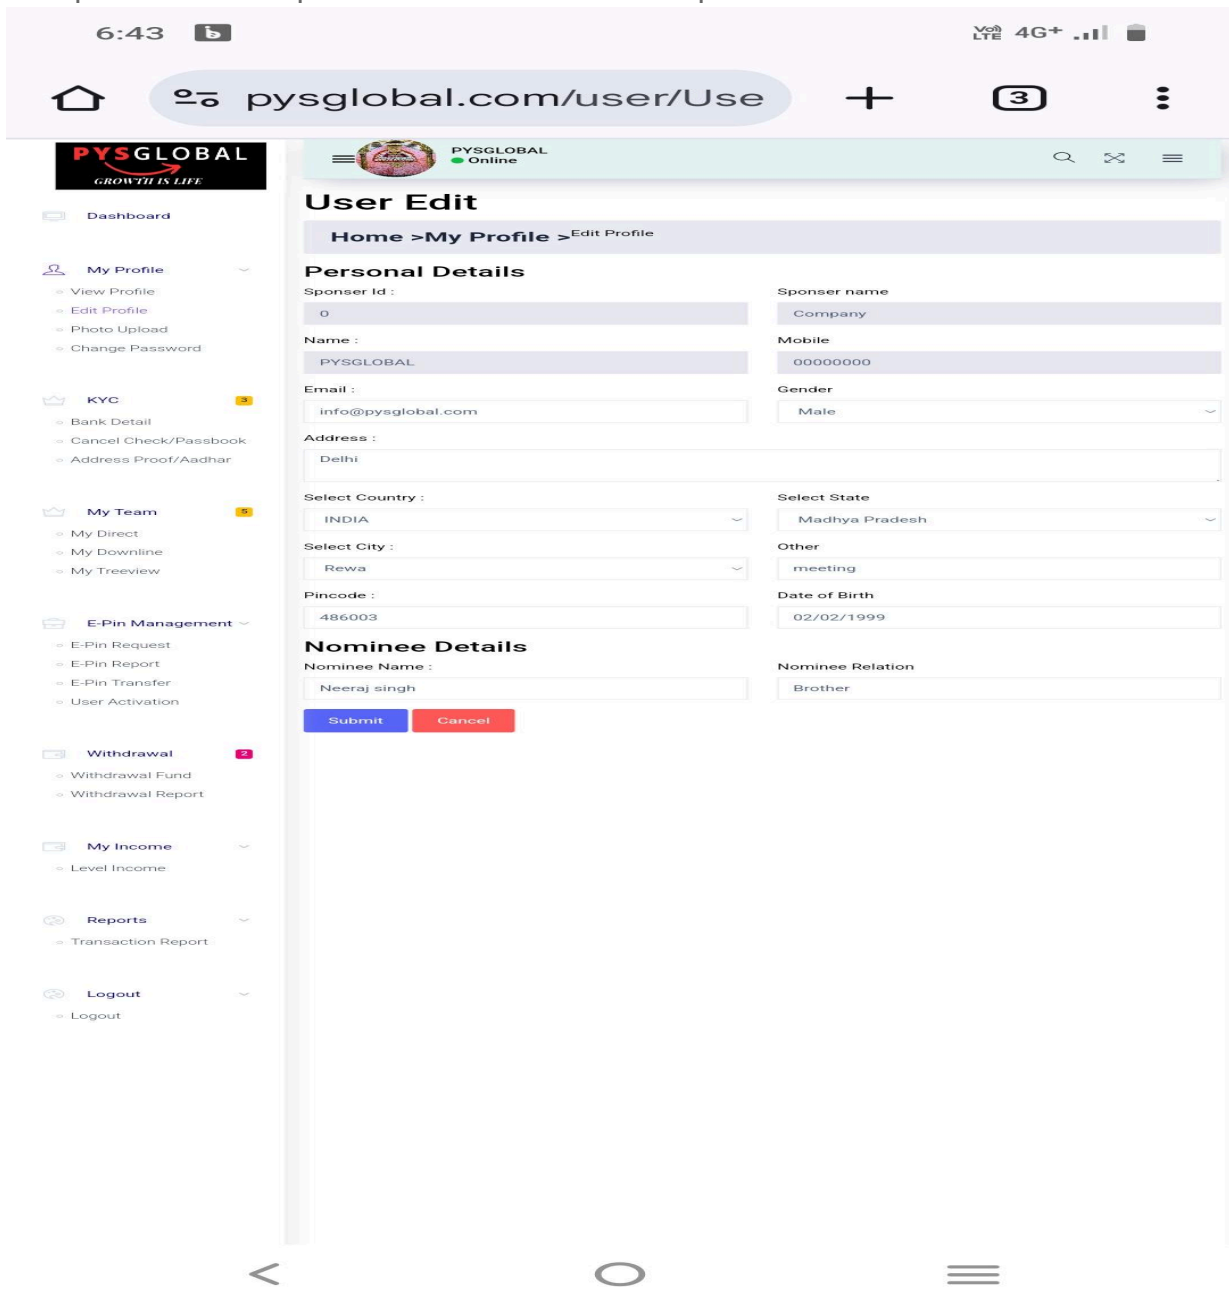 6:43
Vo)) LTE 4G+
pysglobal.com/user/Use
3
PYSGLOBAL
GROWTH IS LIFE
Dashboard
My Profile
View Profile
Edit Profile
Photo Upload
Change Password
KYC 3
Bank Detail
Cancel Check/Passbook
Address Proof/Aadhar
My Team 5
My Direct
My Downline
My Treeview
E-Pin Management
E-Pin Request
E-Pin Report
E-Pin Transfer
User Activation
Withdrawal 2
Withdrawal Fund
Withdrawal Report
My Income
Level Income
Reports
Transaction Report
Logout
Logout
PYSGLOBAL
Online
User Edit
Home >My Profile >Edit Profile
Personal Details
Sponser Id : Sponser name
0 Company
Name : Mobile
PYSGLOBAL 00000000
Email : Gender
info@pysglobal.com Male
Address :
Delhi
Select Country : Select State
INDIA Madhya Pradesh
Select City : Other
Rewa meeting
Pincode : Date of Birth
486003 02/02/1999
Nominee Details
Nominee Name : Nominee Relation
Neeraj singh Brother
Submit Cancel